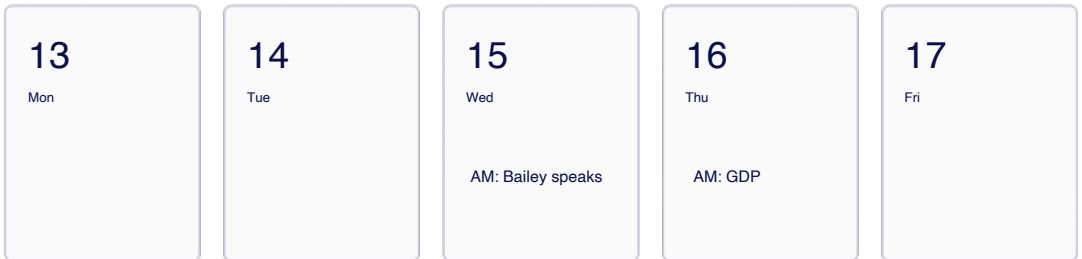 13
Mon
14
Tue
15
Wed
AM: Bailey speaks
16
Thu
AM: GDP
17
Fri